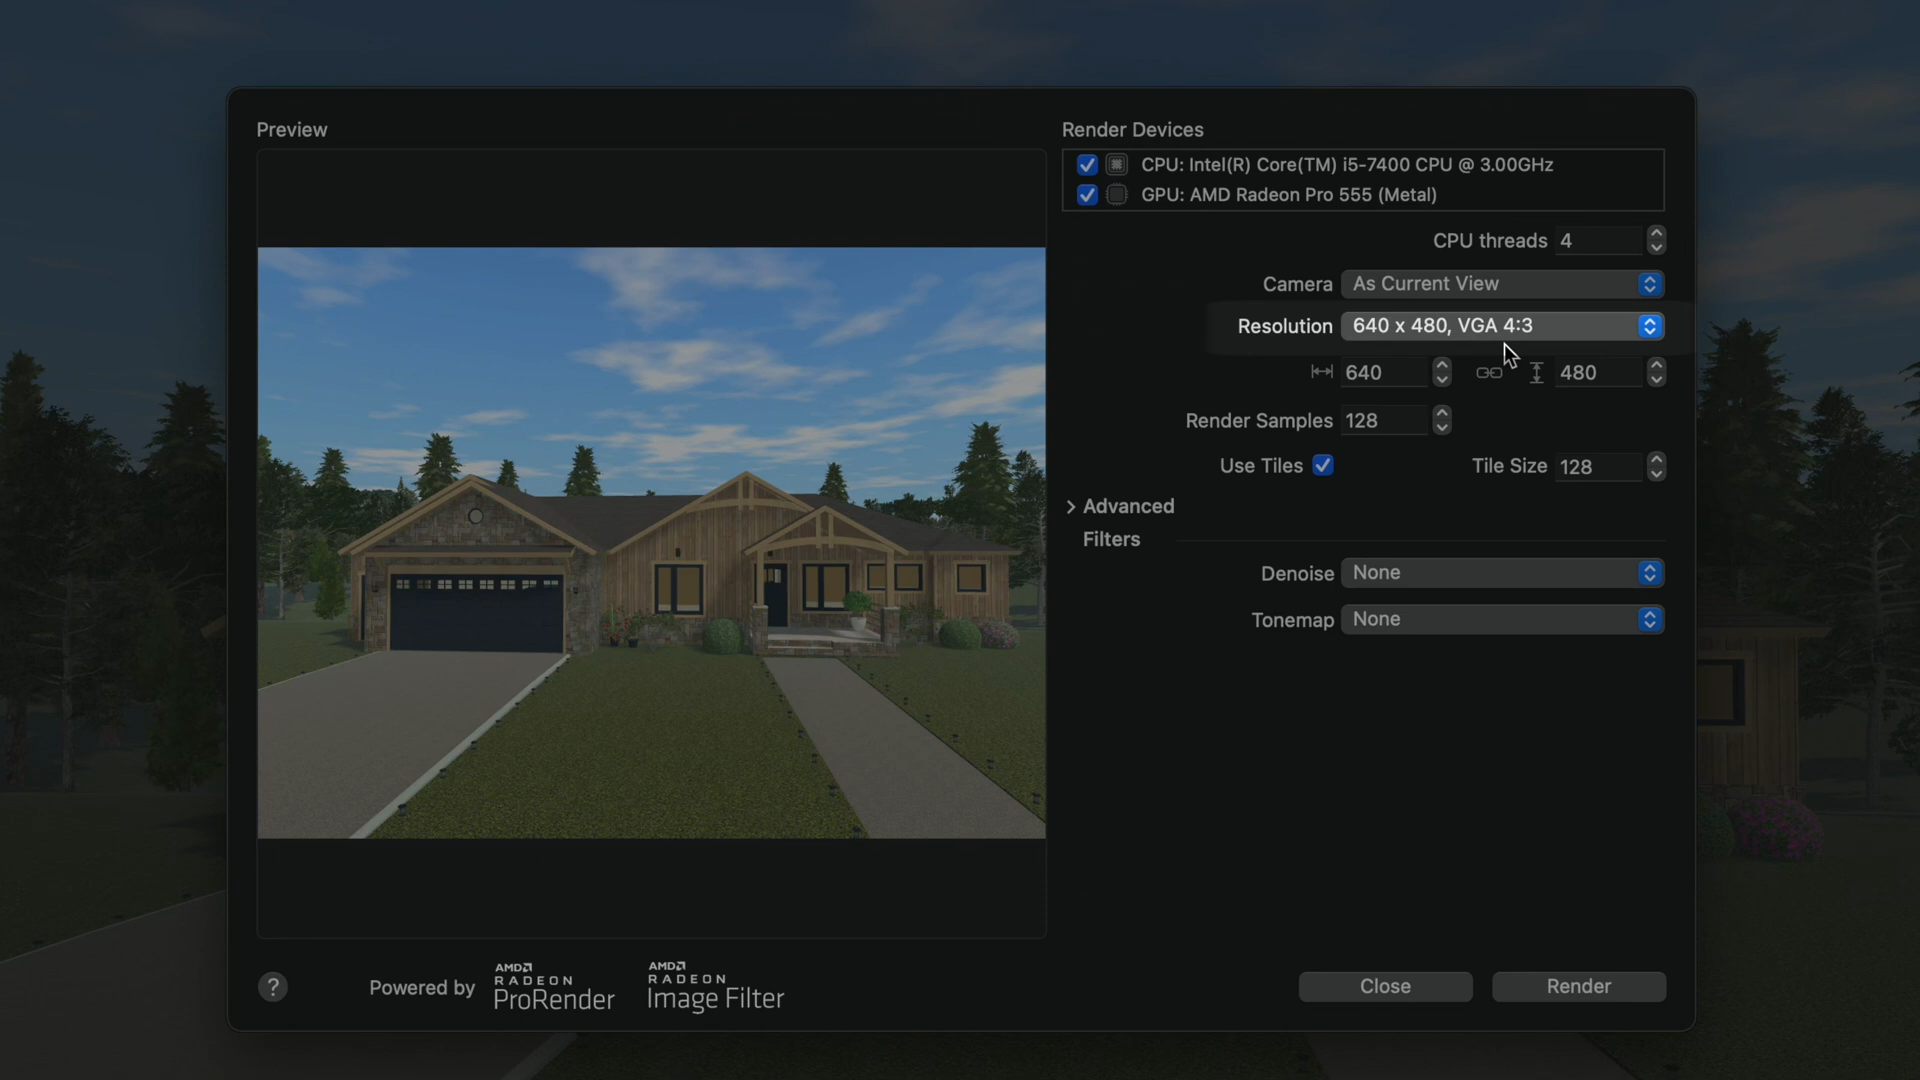 Preview
Render Devices
CPU: Intel(R) Core(TM) i5-7400 CPU @ 3.00GHz
GPU: AMD Radeon Pro 555 (Metal)
CPU threads 4
Camera As Current View
Resolution 640 x 480, VGA 4:3
640 480
Render Samples 128
Use Tiles Tile Size 128
Advanced
Filters
Denoise None
Tonemap None
? Powered by
AMD
RADEON
ProRender
AMD
RADEON
Image Filter
Close Render